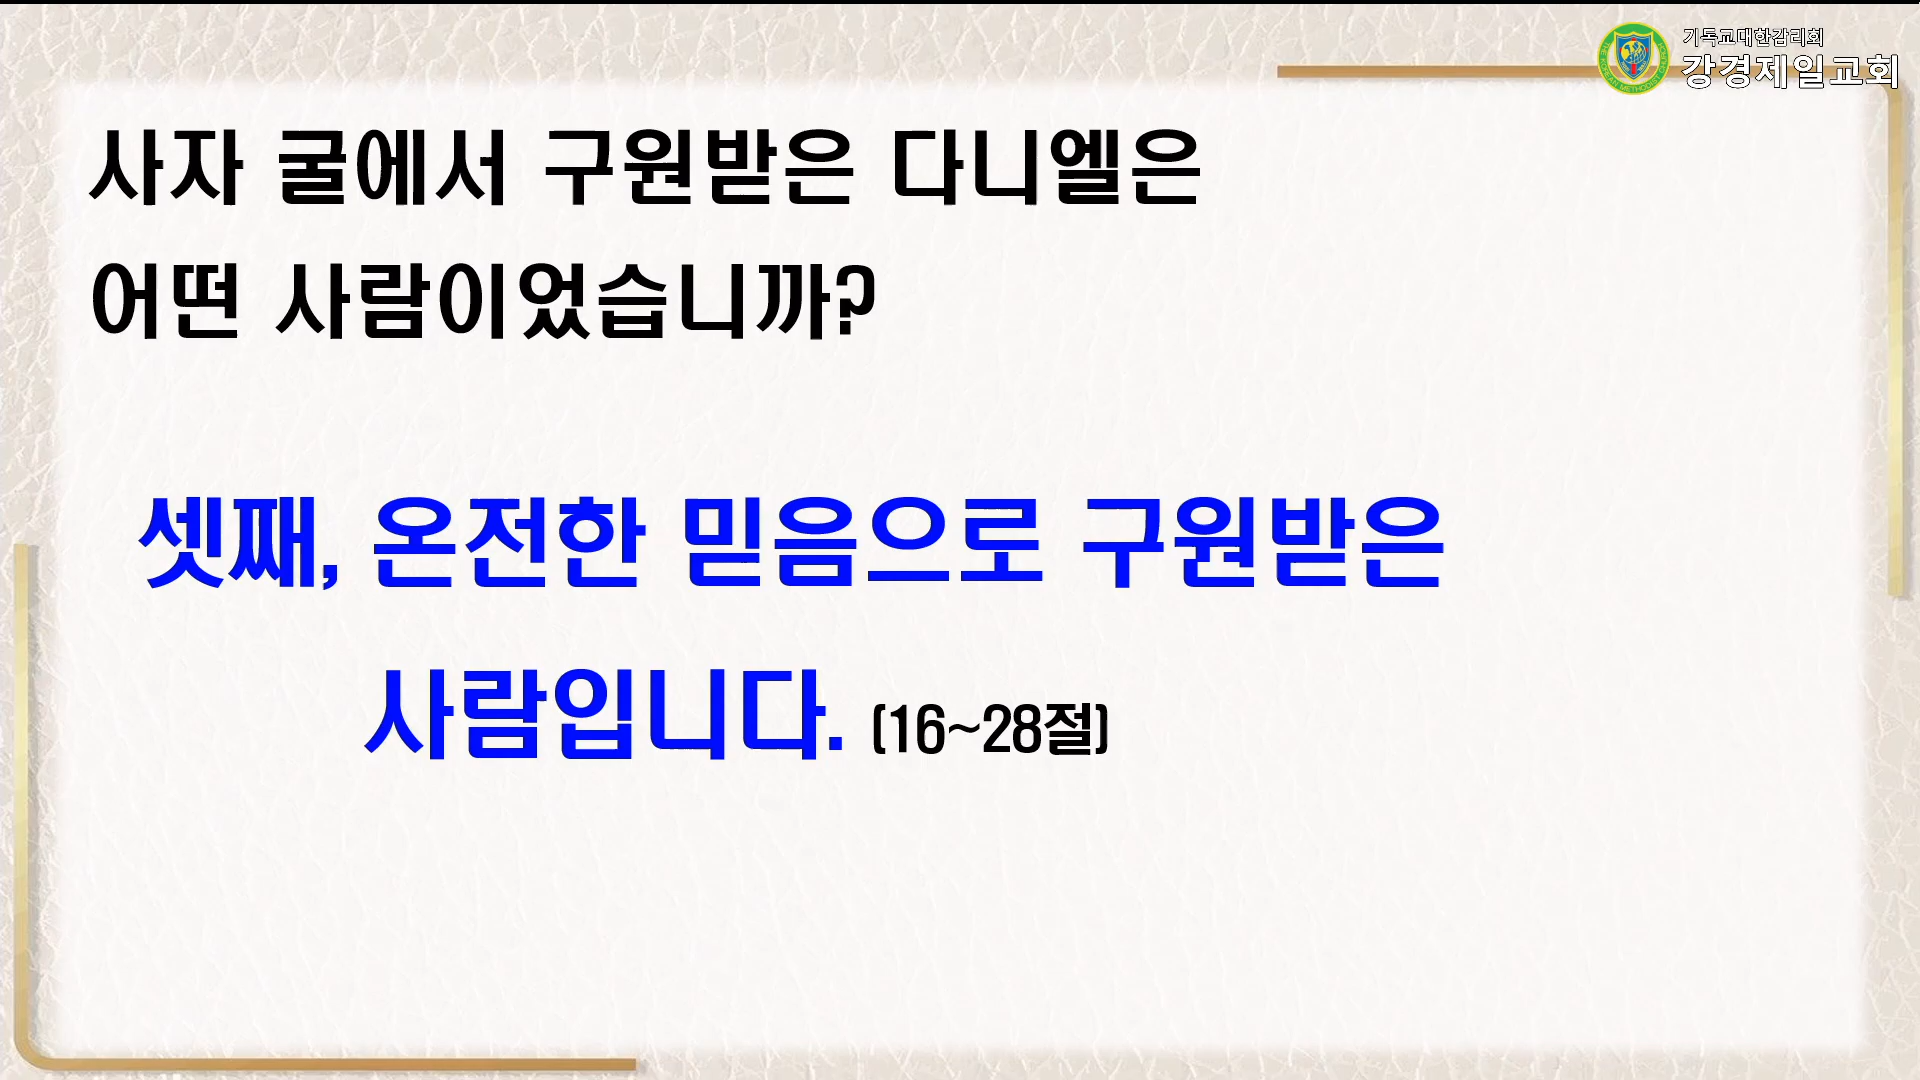 기독교대한감리회
강경제일교회
사자 굴에서 구원받은 다니엘은
어떤 사람이었습니까?
셋째, 온전한 믿음으로 구원받은
사람입니다. (16~28절)